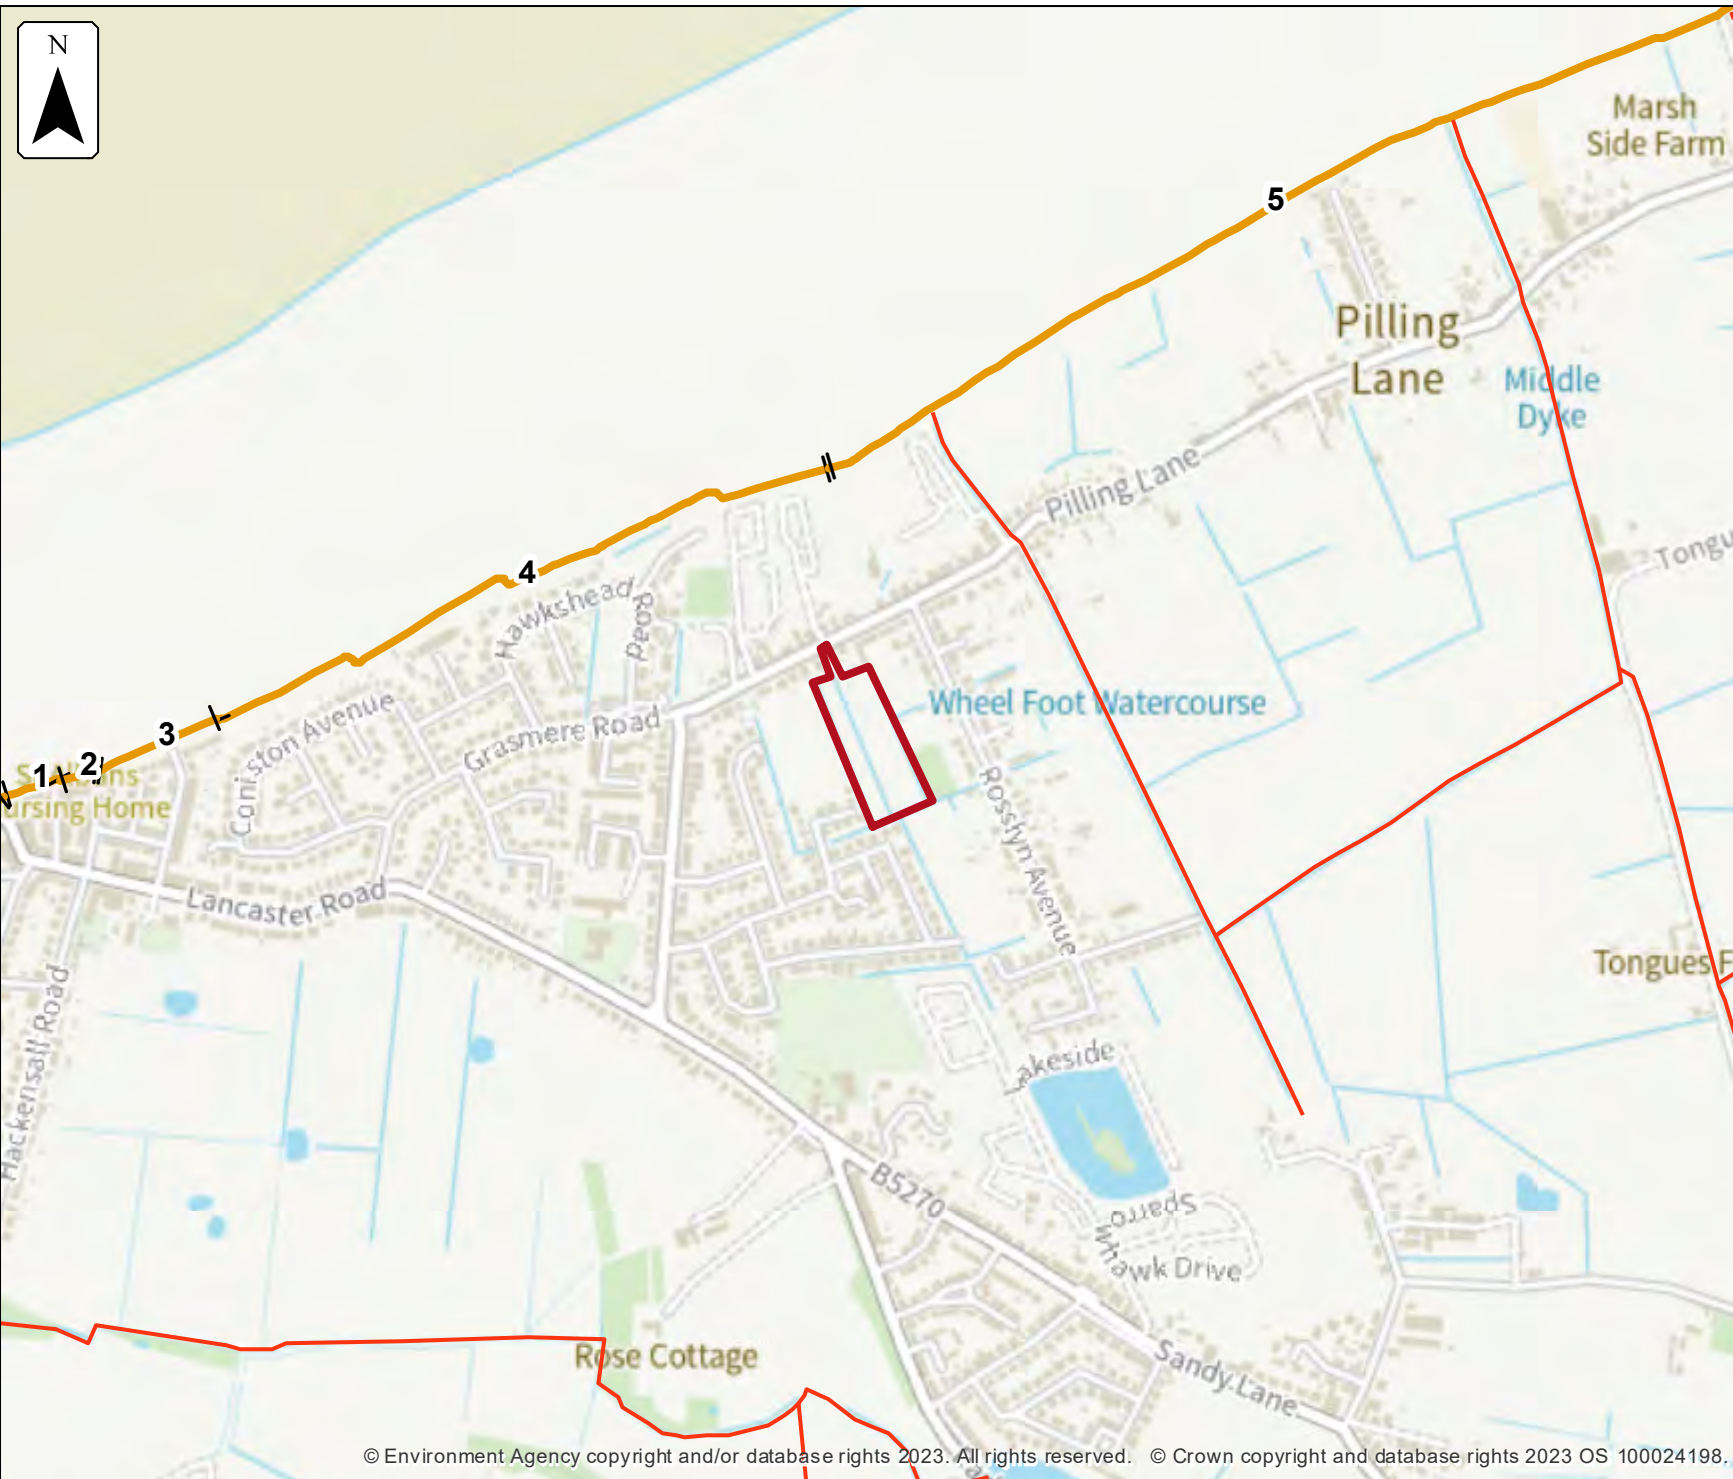 N
Marsh
Side Farm
5
Pilling
Lane
Middle
Dyke
Pilling Lane
4
Hawkshead
Road
Tongu
3
2
1
ursing Home
Coniston Avenue
Grasmere Road
Wheel Foot Watercourse
Rosslyn Avenue
Lancaster Road
Hackensall Road
Tongues F
akeside
B5270
Sparro
whawk Drive
Rose Cottage
Sandy Lane
© Environment Agency copyright and/or database rights 2023. All rights reserved. © Crown copyright and database rights 2023 OS 100024198.